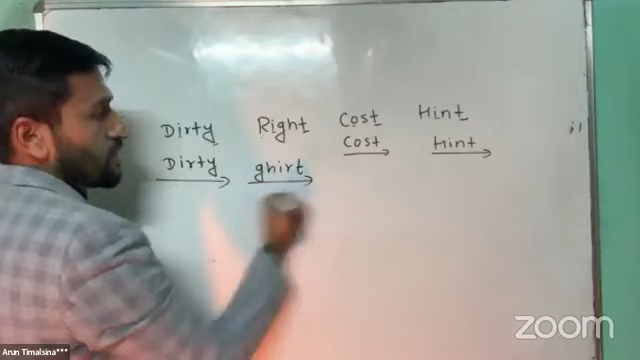 Dirty Right Cost Hint
Dirty ghirt Cost Hint
zoom
Arun Timalsina***